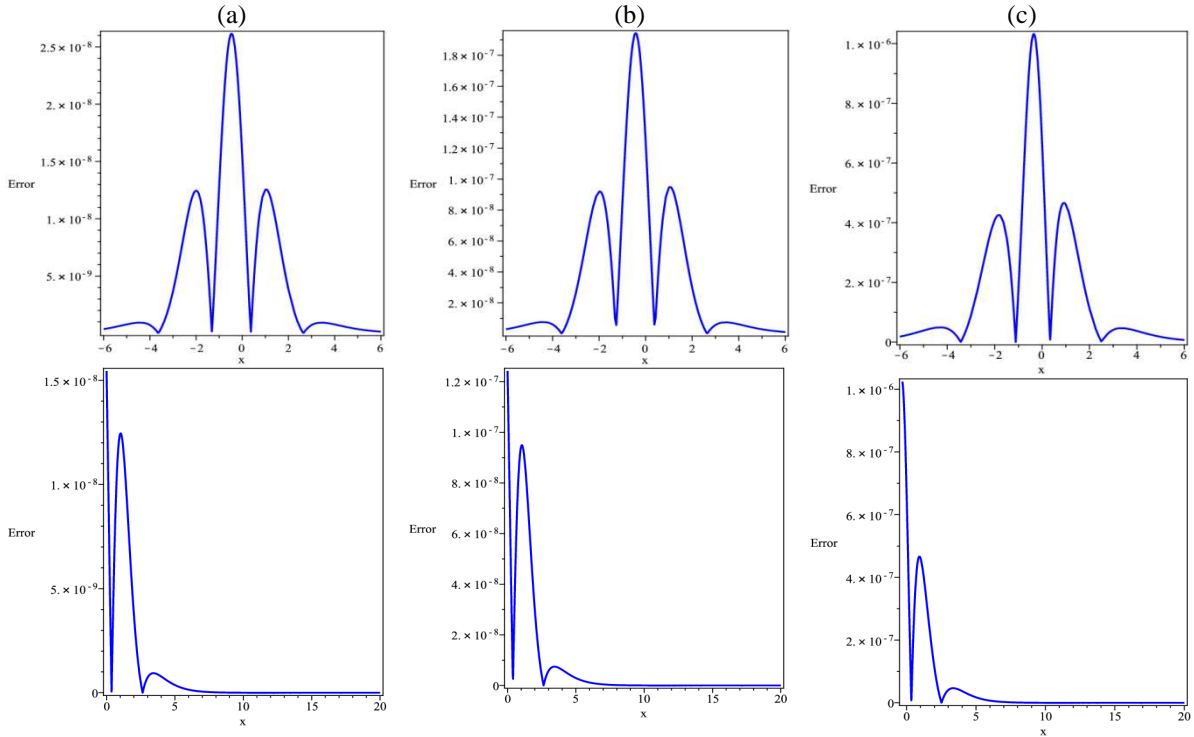 (a)
(b)
(c)
2.5 × 10⁻⁸
2. × 10⁻⁸
1.5 × 10⁻⁸
Error
1. × 10⁻⁸
5. × 10⁻⁹
−6 −4 −2 0 2 4 6
x
1.8 × 10⁻⁷
1.6 × 10⁻⁷
1.4 × 10⁻⁷
1.2 × 10⁻⁷
Error
1. × 10⁻⁷
8. × 10⁻⁸
6. × 10⁻⁸
4. × 10⁻⁸
2. × 10⁻⁸
−6 −4 −2 0 2 4 6
x
1. × 10⁻⁶
8. × 10⁻⁷
6. × 10⁻⁷
Error
4. × 10⁻⁷
2. × 10⁻⁷
0
−6 −4 −2 0 2 4 6
x
1.5 × 10⁻⁸
1. × 10⁻⁸
Error
5. × 10⁻⁹
0
0 5 10 15 20
x
1.2 × 10⁻⁷
1. × 10⁻⁷
8. × 10⁻⁸
Error
6. × 10⁻⁸
4. × 10⁻⁸
2. × 10⁻⁸
0
0 5 10 15 20
x
1. × 10⁻⁶
8. × 10⁻⁷
6. × 10⁻⁷
Error
4. × 10⁻⁷
2. × 10⁻⁷
0
0 5 10 15 20
x